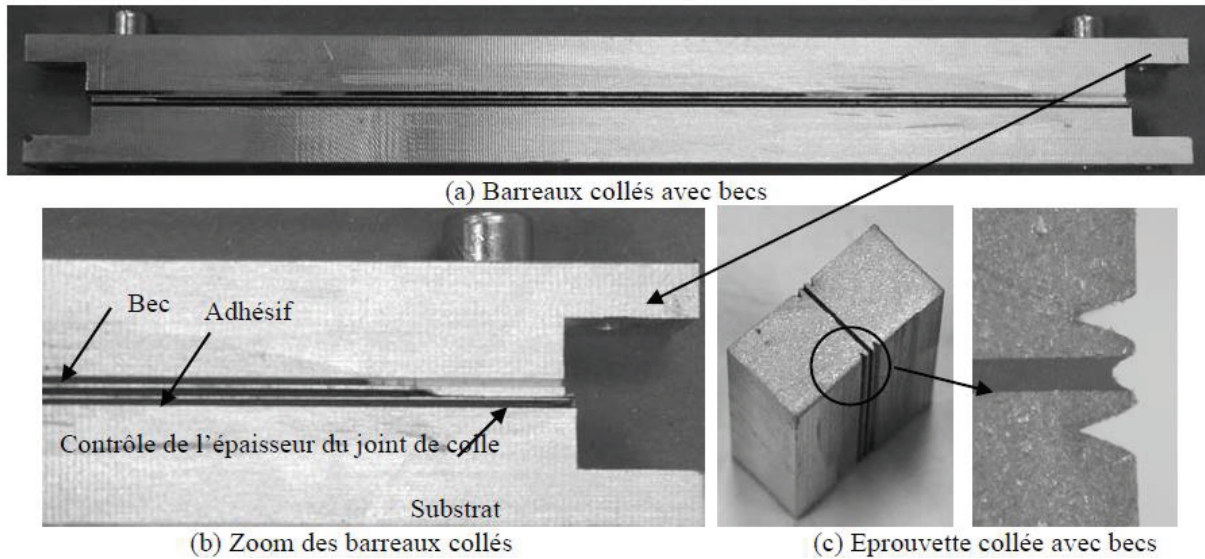 (a) Barreaux collés avec becs
Bec
Adhésif
Contrôle de l’épaisseur du joint de colle
Substrat
(b) Zoom des barreaux collés
(c) Eprouvette collée avec becs